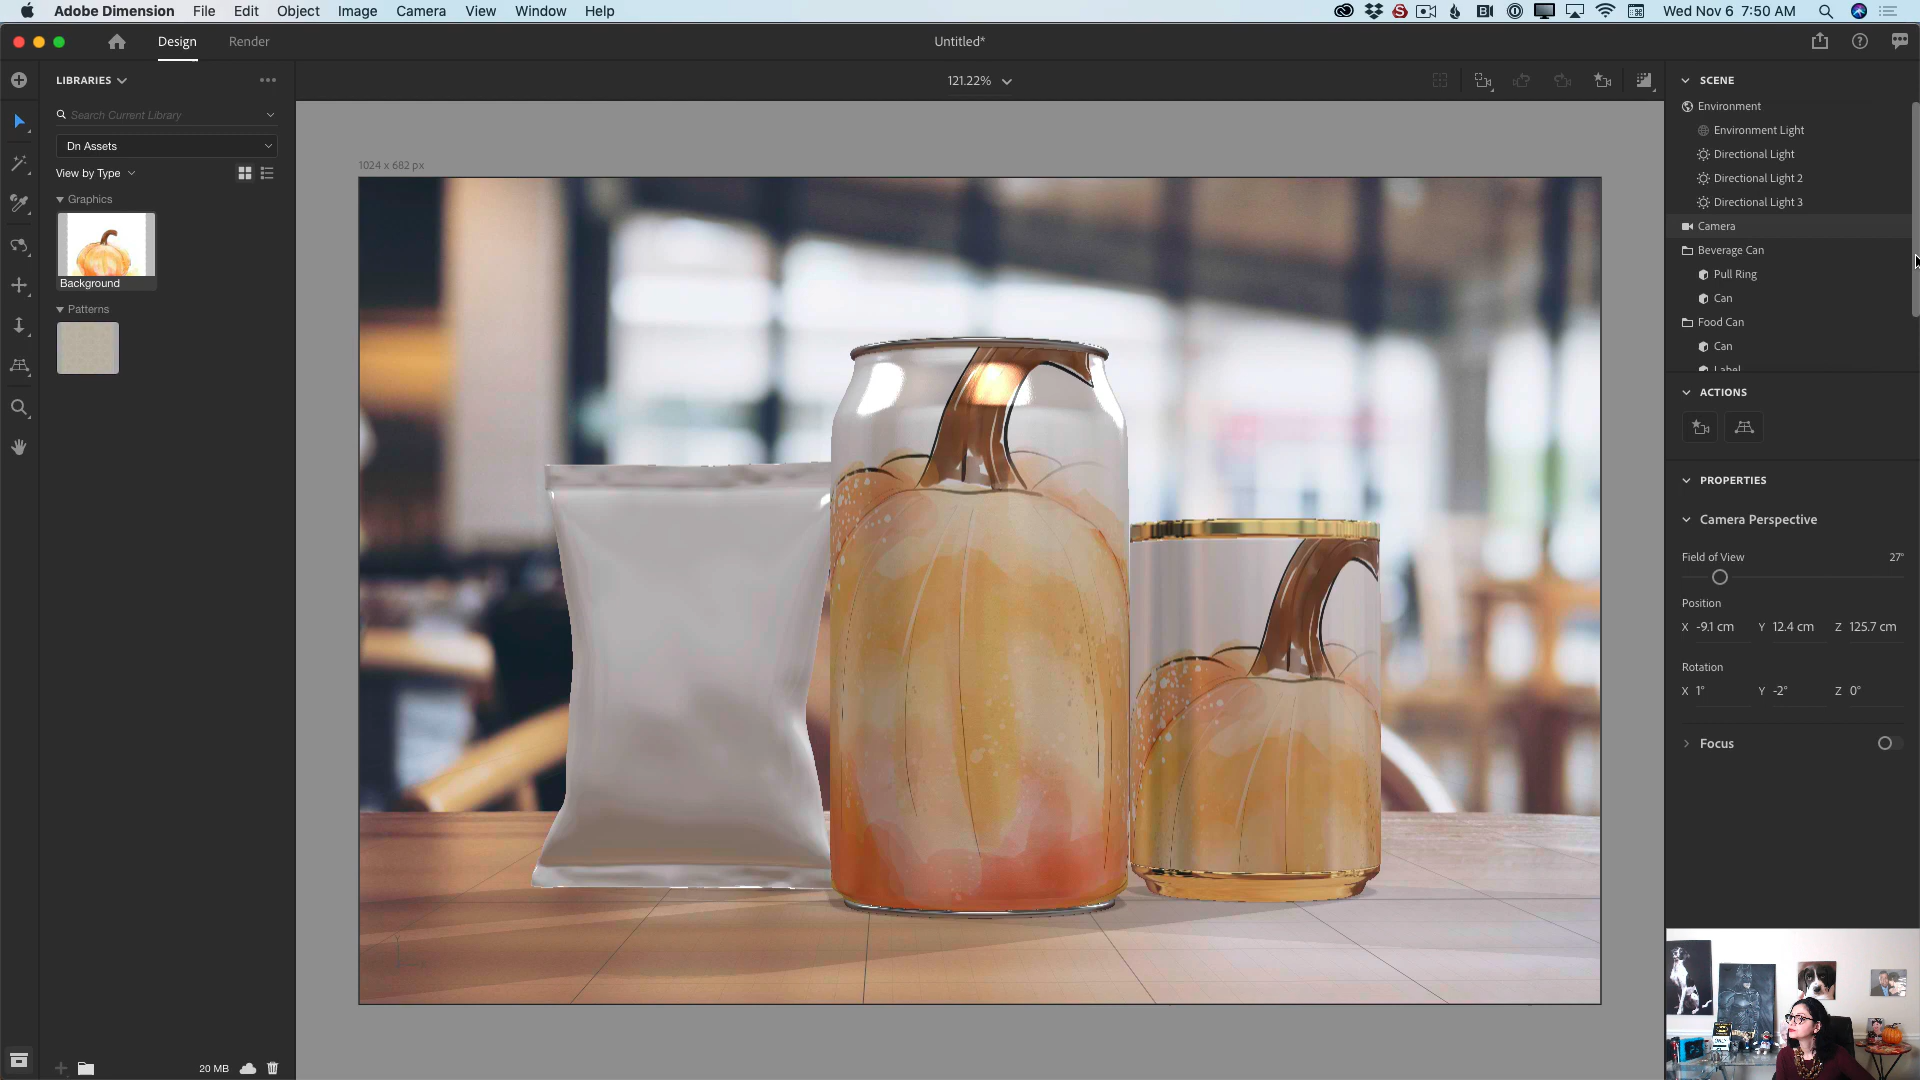 Adobe Dimension File Edit Object Image Camera View Window Help
Wed Nov 6 7:50 AM
Design Render
Untitled*
LIBRARIES
121.22%
SCENE
Search Current Library
Dn Assets
View by Type
Graphics
Background
Patterns
20 MB
1024 x 682 px
Environment
Environment Light
Directional Light
Directional Light 2
Directional Light 3
Camera
Beverage Can
Pull Ring
Can
Food Can
Can
Label
ACTIONS
PROPERTIES
Camera Perspective
Field of View 27°
Position
X -9.1 cm Y 12.4 cm Z 125.7 cm
Rotation
X 1° Y -2° Z 0°
Focus